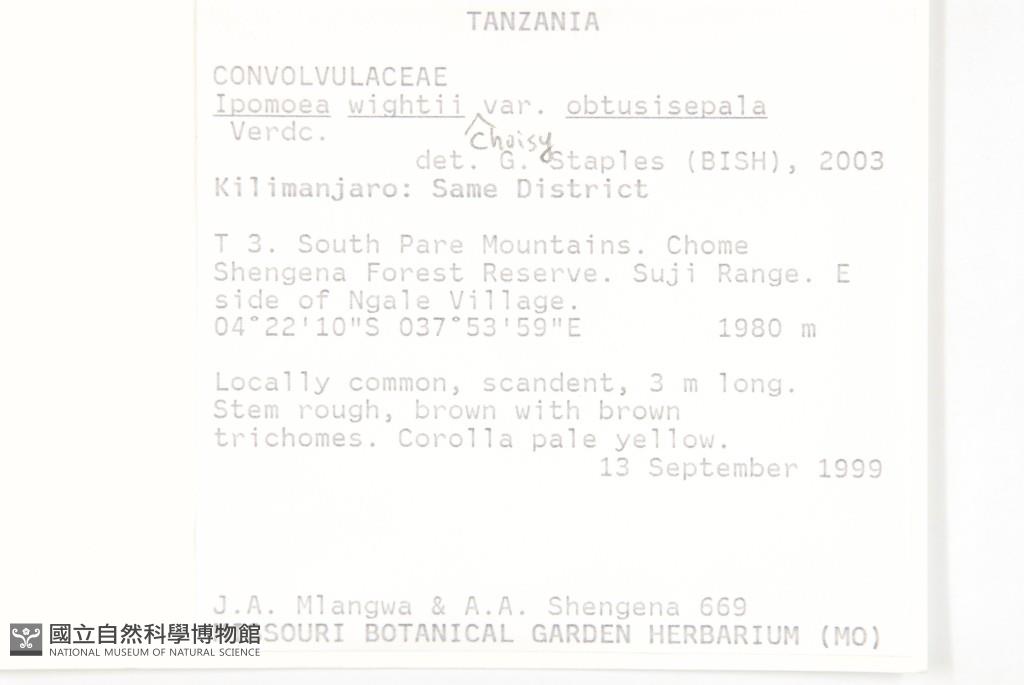 TANZANIA
CONVOLVULACEAE
Ipomoea wightii var. obtusisepala
Choisy
Verdc.
det. G. Staples (BISH), 2003
Kilimanjaro: Same District
T 3. South Pare Mountains. Chome
Shengena Forest Reserve. Suji Range. E
side of Ngale Village.
04°22'10"S 037°53'59"E 1980 m
Locally common, scandent, 3 m long.
Stem rough, brown with brown
trichomes. Corolla pale yellow.
13 September 1999
J.A. Mlangwa & A.A. Shengena 669
MISSOURI BOTANICAL GARDEN HERBARIUM (MO)
國立自然科學博物館
NATIONAL MUSEUM OF NATURAL SCIENCE